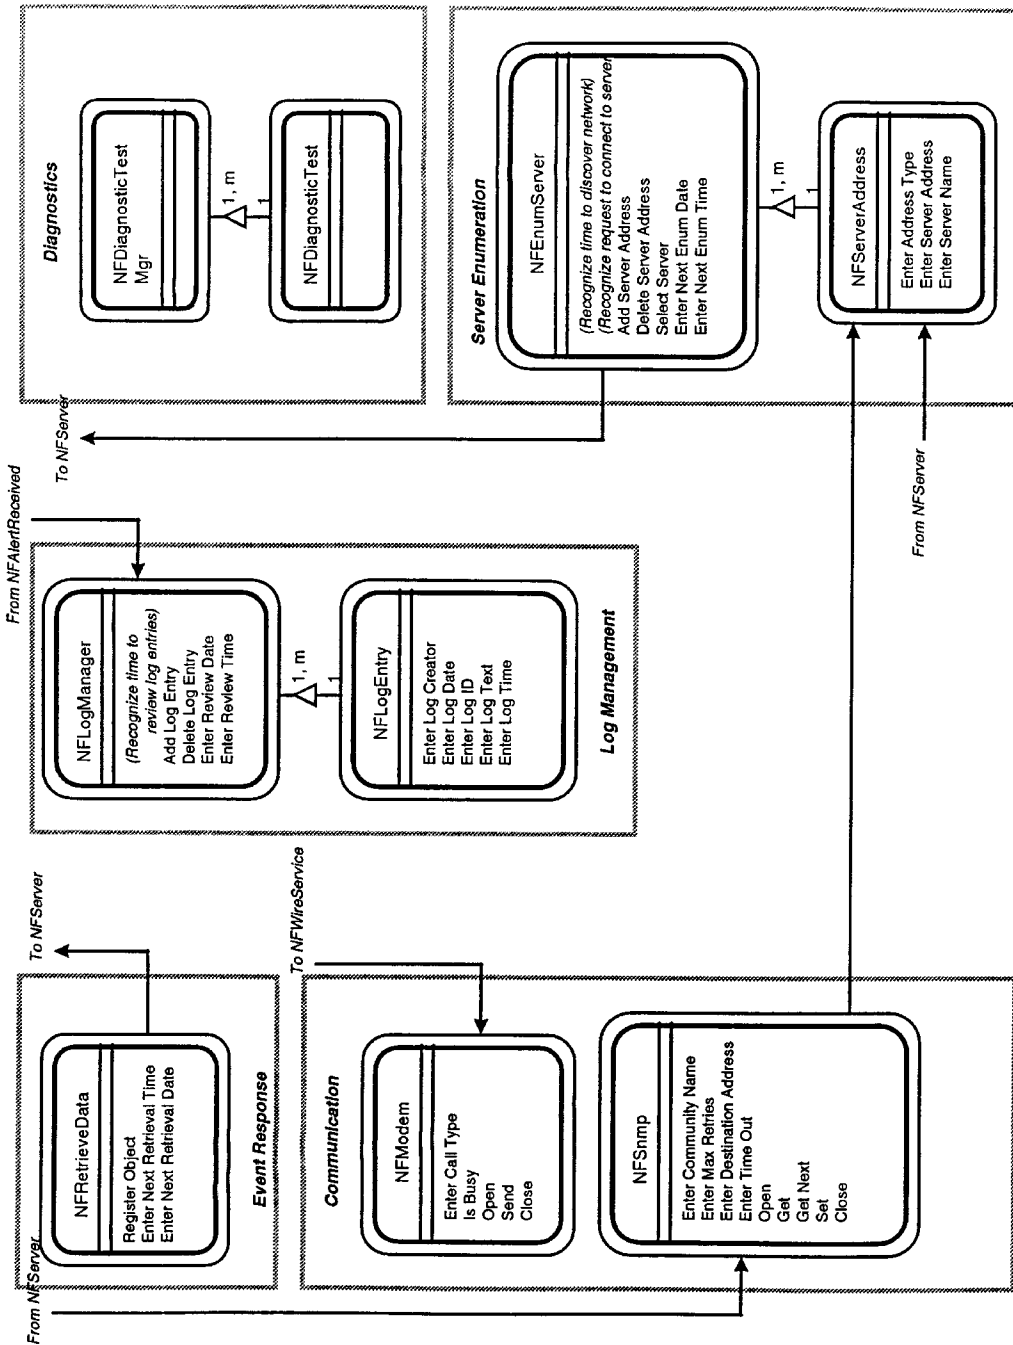 From NFServer
NFRetrieveData
Register Object
Enter Next Retrieval Time
Enter Next Retrieval Date
Event Response
To NFServer
From NFAlertReceived
NFLogManager
(Recognize time to
review log entries)
Add Log Entry
Delete Log Entry
Enter Review Date
Enter Review Time
1, m
1
NFLogEntry
Enter Log Creator
Enter Log Date
Enter Log ID
Enter Log Text
Enter Log Time
Log Management
To NFServer
Diagnostics
NFDiagnosticTest
Mgr
1, m
1
NFDiagnosticTest
Communication
To NFWireService
NFModem
Enter Call Type
Is Busy
Open
Send
Close
NFSnmp
Enter Community Name
Enter Max Retries
Enter Destination Address
Enter Time Out
Open
Get
Get Next
Set
Close
Server Enumeration
NFEnumServer
(Recognize time to discover network)
(Recognize request to connect to server
Add Server Address
Delete Server Address
Select Server
Enter Next Enum Date
Enter Next Enum Time
1, m
1
NFServerAddress
Enter Address Type
Enter Server Address
Enter Server Name
From NFServer